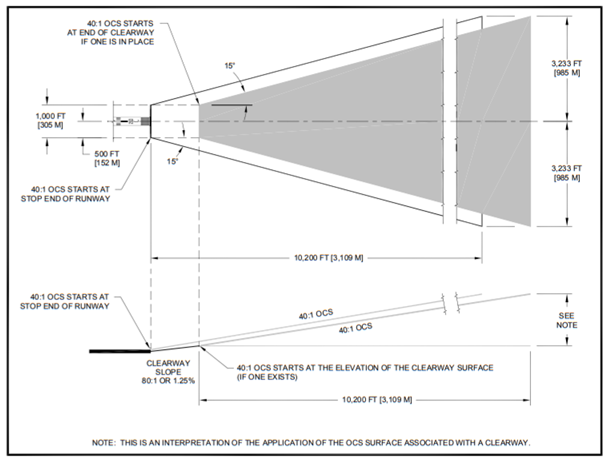 40:1 OCS STARTS
AT END OF CLEARWAY
IF ONE IS IN PLACE
15°
3,233 FT
[985 M]
1,000 FT
[305 M]
500 FT
[152 M]
15°
3,233 FT
[985 M]
40:1 OCS STARTS AT
STOP END OF RUNWAY
10,200 FT [3,109 M]
40:1 OCS STARTS AT
STOP END OF RUNWAY
40:1 OCS
40:1 OCS
SEE
NOTE
CLEARWAY
SLOPE
80:1 OR 1.25%
40:1 OCS STARTS AT THE ELEVATION OF THE CLEARWAY SURFACE
(IF ONE EXISTS)
10,200 FT [3,109 M]
NOTE: THIS IS AN INTERPRETATION OF THE APPLICATION OF THE OCS SURFACE ASSOCIATED WITH A CLEARWAY.